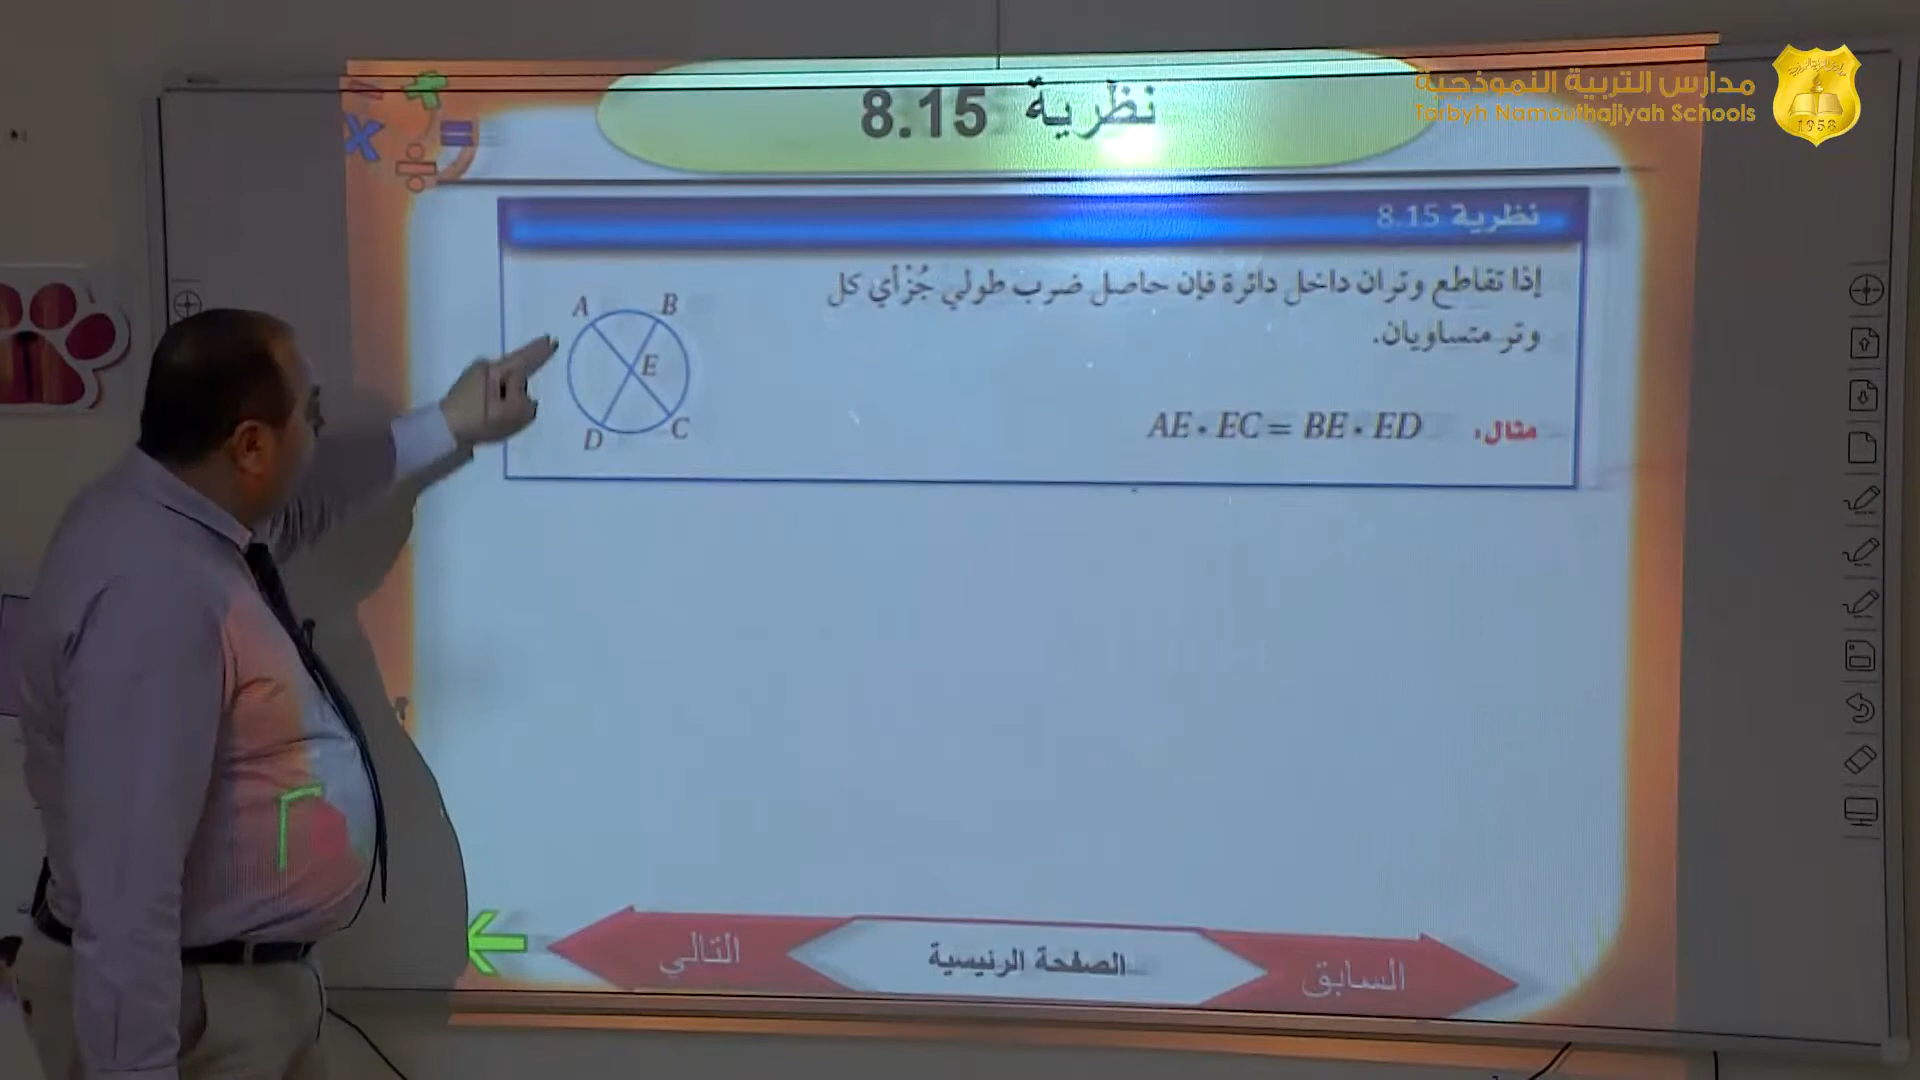 مدارس التربية النموذجية
Tarbyh Namouthajiyah Schools
1958
نظرية 8.15
نظرية 8.15
إذا تقاطع وتران داخل دائرة فإن حاصل ضرب طولي جُزْأي كل
وتر متساويان.
مثال: AE • EC = BE • ED
A B
E
D C
السابق
الصفحة الرئيسية
التالي